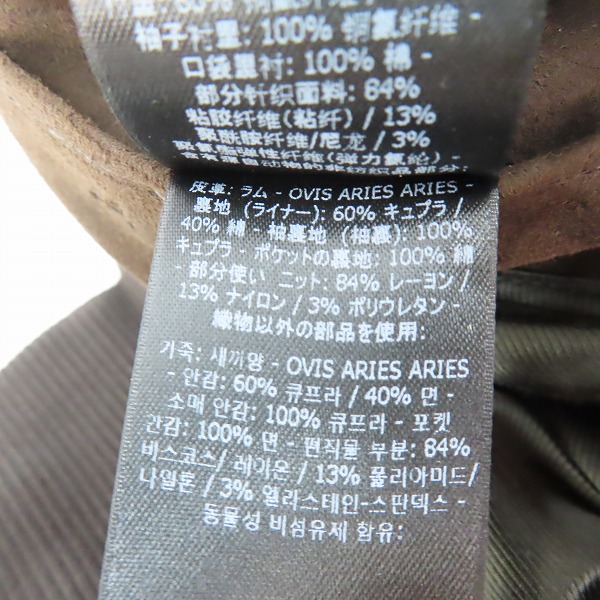 袖子衬里: 100% 铜氨纤维 -
口袋里衬: 100% 棉 -
部分针织面料: 84%
粘胶纤维(粘纤) / 13%
聚酰胺纤维/尼龙 / 3%
皮革: ラム - OVIS ARIES ARIES -
裏地 (ライナー): 60% キュプラ /
40% 綿 - 袖裏地 (袖裏): 100%
キュプラ - ポケットの裏地: 100% 綿
- 部分使い ニット: 84% レーヨン /
13% ナイロン / 3% ポリウレタン -
織物以外の部品を使用:
가죽: 새끼양 - OVIS ARIES ARIES
- 안감: 60% 큐프라 / 40% 면 -
소매 안감: 100% 큐프라 - 포켓
안감: 100% 면 - 편직물 부분: 84%
비스코스/ 레이온 / 13% 폴리아미드/
나일론 / 3% 엘라스테인-스판덱스 -
동물성 비섬유제 함유: